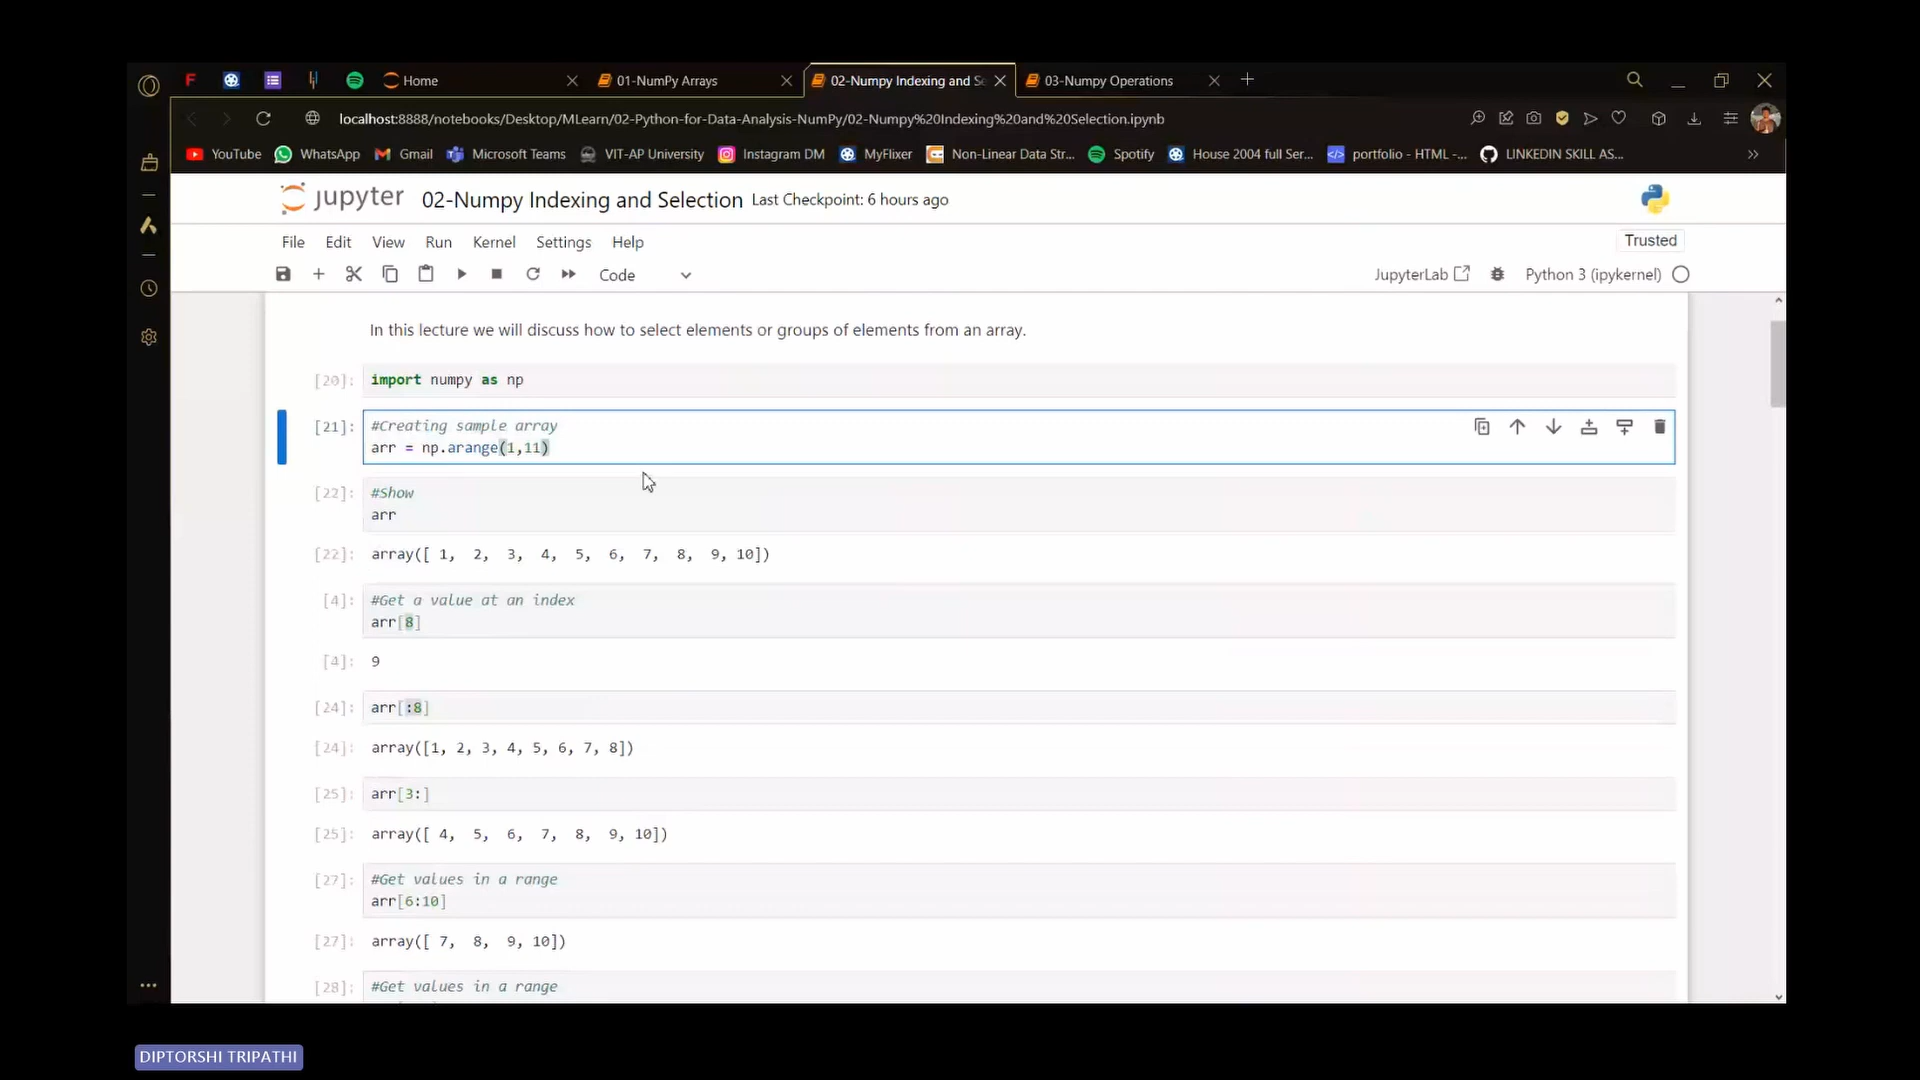 Home
01-NumPy Arrays
02-Numpy Indexing and Se
03-Numpy Operations
localhost:8888/notebooks/Desktop/MLearn/02-Python-for-Data-Analysis-NumPy/02-Numpy%20Indexing%20and%20Selection.ipynb
YouTube
WhatsApp
Gmail
Microsoft Teams
VIT-AP University
Instagram DM
MyFlixer
Non-Linear Data Str...
Spotify
House 2004 full Ser...
portfolio - HTML -...
LINKEDIN SKILL AS...
jupyter 02-Numpy Indexing and Selection Last Checkpoint: 6 hours ago
File Edit View Run Kernel Settings Help
Trusted
Code
JupyterLab
Python 3 (ipykernel)
In this lecture we will discuss how to select elements or groups of elements from an array.
[20]: import numpy as np
[21]: #Creating sample array
arr = np.arange(1,11)
[22]: #Show
arr
[22]: array([ 1,  2,  3,  4,  5,  6,  7,  8,  9, 10])
[4]: #Get a value at an index
arr[8]
[4]: 9
[24]: arr[:8]
[24]: array([1, 2, 3, 4, 5, 6, 7, 8])
[25]: arr[3:]
[25]: array([ 4,  5,  6,  7,  8,  9, 10])
[27]: #Get values in a range
arr[6:10]
[27]: array([ 7,  8,  9, 10])
[28]: #Get values in a range
DIPTORSHI TRIPATHI